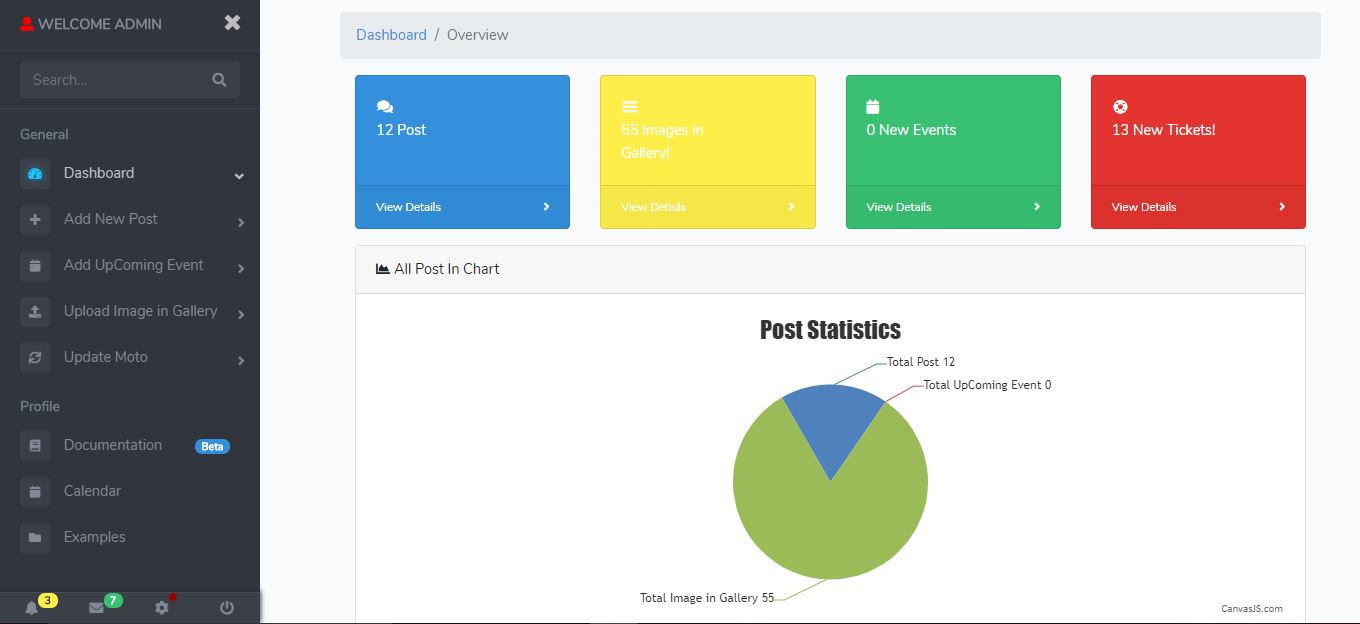 WELCOME ADMIN
Search...
General
Dashboard
Add New Post
Add UpComing Event
Upload Image in Gallery
Update Moto
Profile
Documentation Beta
Calendar
Examples
3 7
Dashboard / Overview
12 Post
View Details
55 Images in
Gallery!
View Details
0 New Events
View Details
13 New Tickets!
View Details
All Post In Chart
Post Statistics
Total Post 12
Total UpComing Event 0
Total Image in Gallery 55
CanvasJS.com